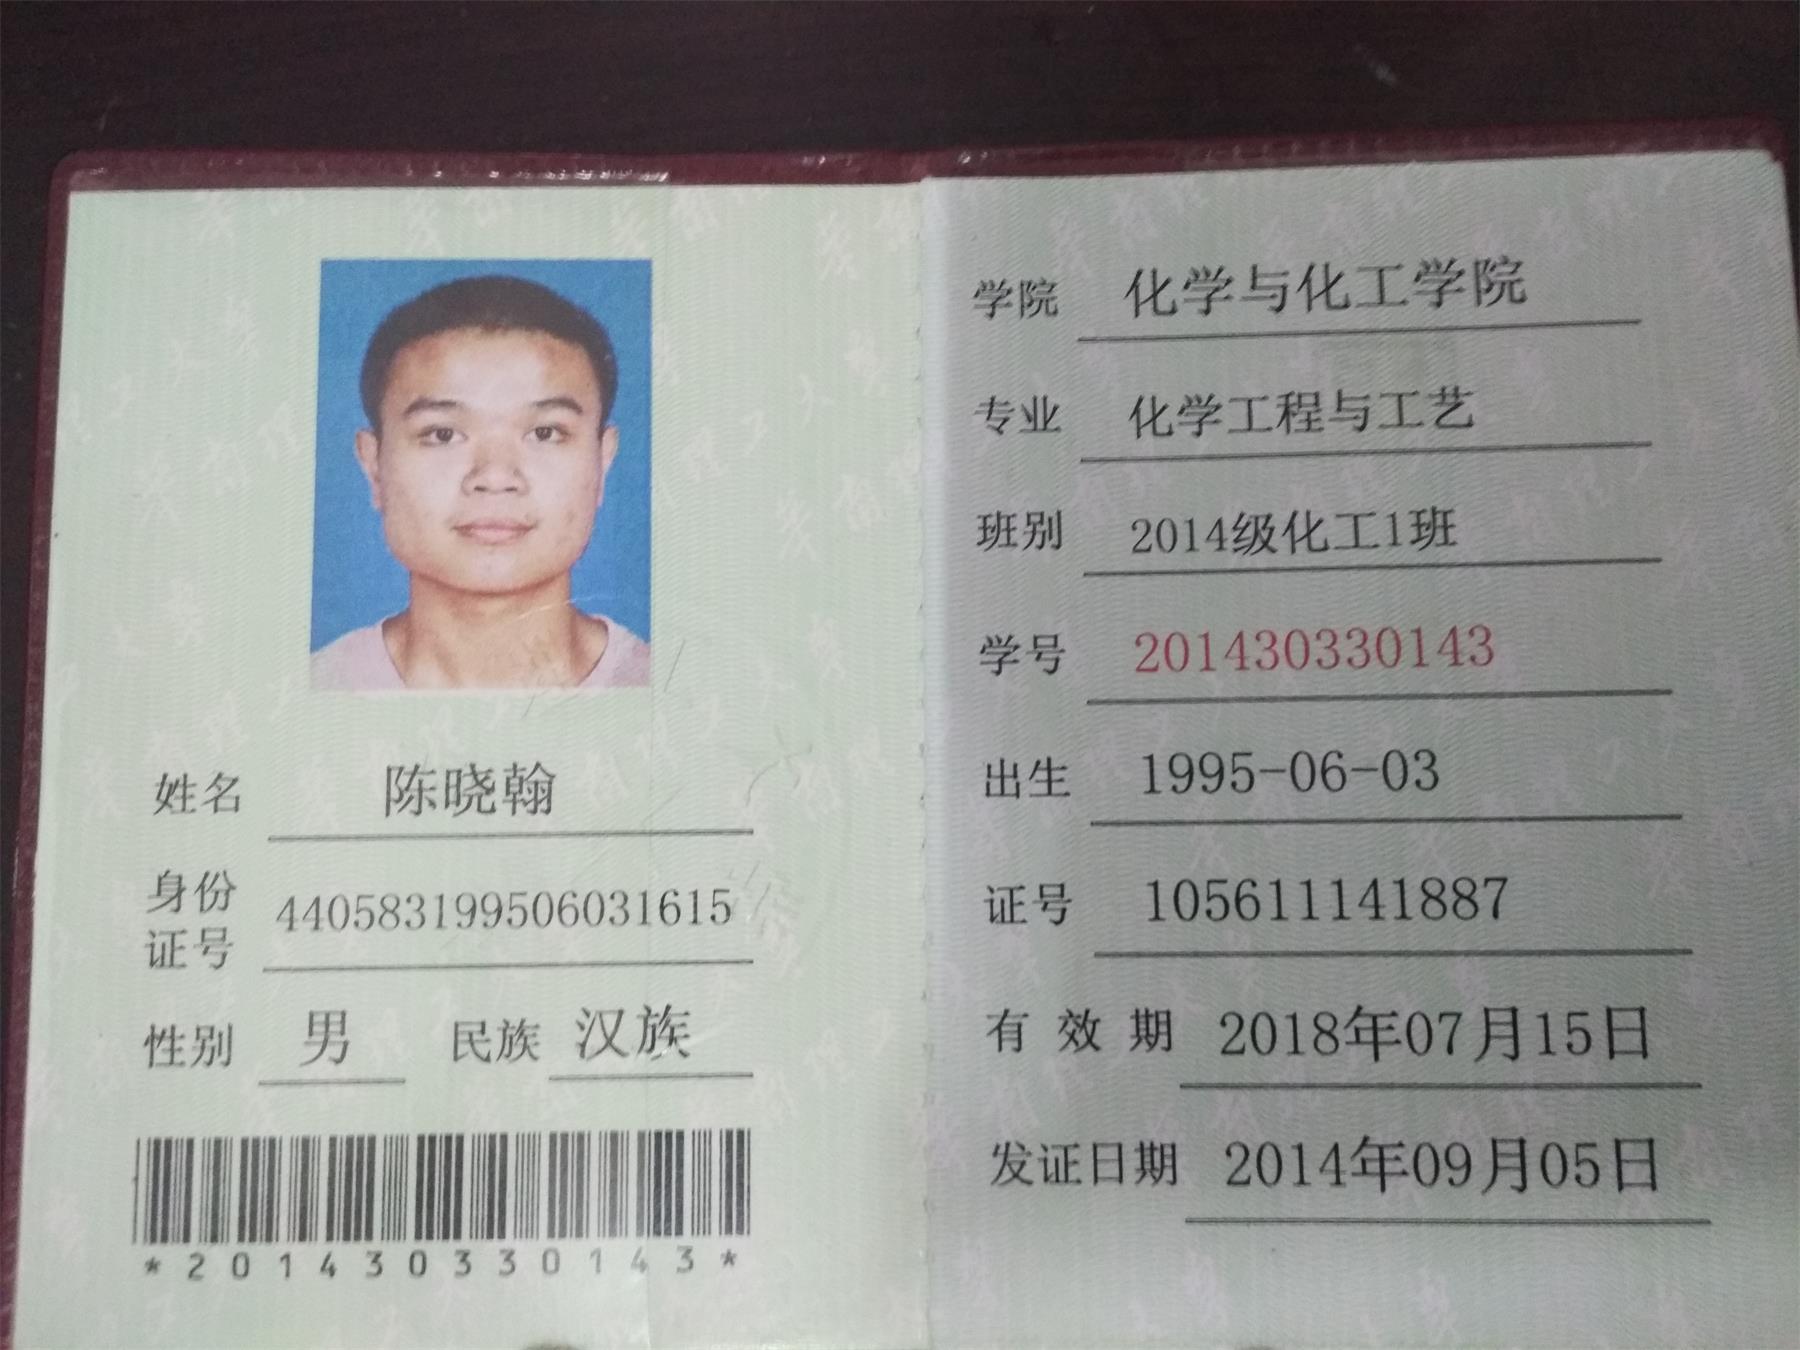 姓名 陈晓翰
身份证号 440583199506031615
性别 男 民族 汉族
*201430330143*
学院 化学与化工学院
专业 化学工程与工艺
班别 2014级化工1班
学号 201430330143
出生 1995-06-03
证号 105611141887
有效期 2018年07月15日
发证日期 2014年09月05日